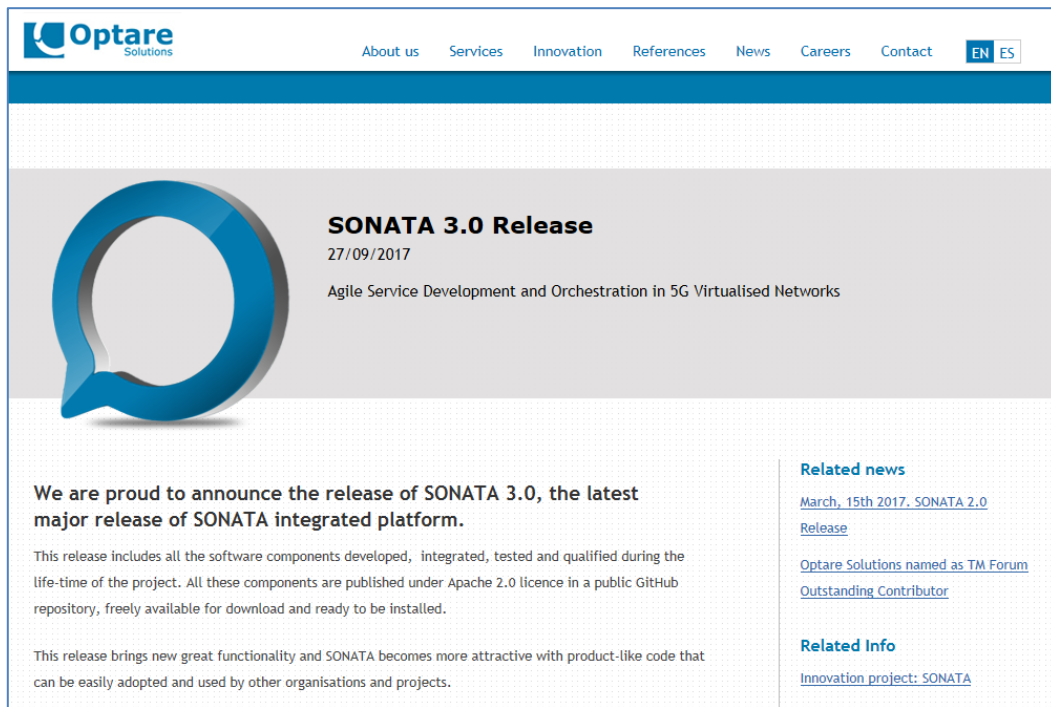 Optare
Solutions
About us Services Innovation References News Careers Contact EN ES
SONATA 3.0 Release
27/09/2017
Agile Service Development and Orchestration in 5G Virtualised Networks
We are proud to announce the release of SONATA 3.0, the latest
major release of SONATA integrated platform.
This release includes all the software components developed, integrated, tested and qualified during the
life-time of the project. All these components are published under Apache 2.0 licence in a public GitHub
repository, freely available for download and ready to be installed.
This release brings new great functionality and SONATA becomes more attractive with product-like code that
can be easily adopted and used by other organisations and projects.
Related news
March, 15th 2017. SONATA 2.0
Release
Optare Solutions named as TM Forum
Outstanding Contributor
Related Info
Innovation project: SONATA